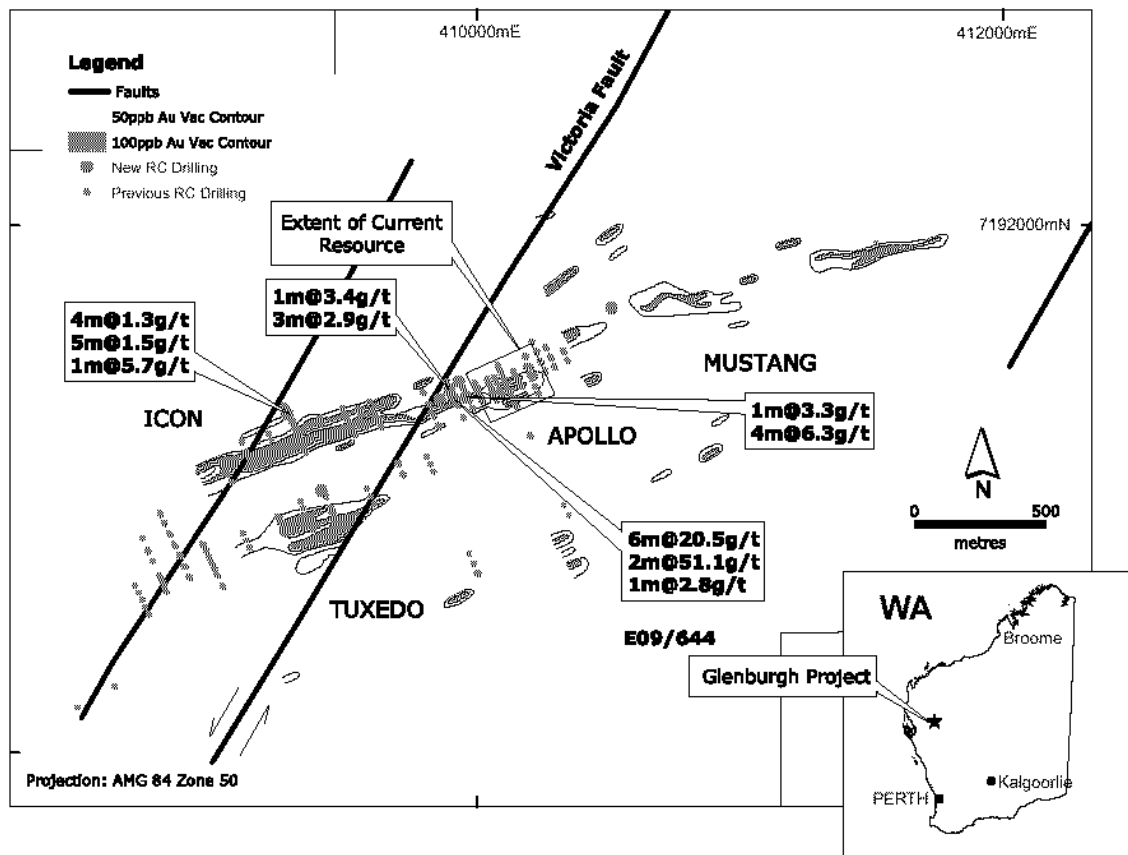 410000mE
412000mE
Legend
Faults
50ppb Au Vac Contour
100ppb Au Vac Contour
New RC Drilling
Previous RC Drilling
Victoria Fault
7192000mN
Extent of Current
Resource
1m@3.4g/t
3m@2.9g/t
4m@1.3g/t
5m@1.5g/t
1m@5.7g/t
MUSTANG
ICON
APOLLO
1m@3.3g/t
4m@6.3g/t
N
0 500
metres
6m@20.5g/t
2m@51.1g/t
1m@2.8g/t
TUXEDO
E09/644
WA
Broome
Glenburgh Project
Kalgoorlie
PERTH
Projection: AMG 84 Zone 50